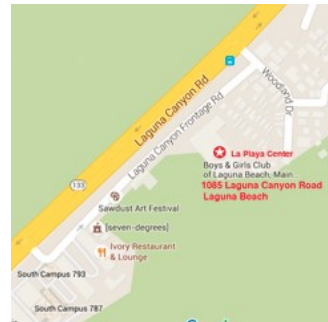 Laguna Canyon Rd
Laguna Canyon Frontage Rd
Woodland Dr
La Playa Center
Boys & Girls Club
of Laguna Beach, Main...
1085 Laguna Canyon Road
Laguna Beach
133
Sawdust Art Festival
[seven-degrees]
Ivory Restaurant
& Lounge
South Campus 793
South Campus 787